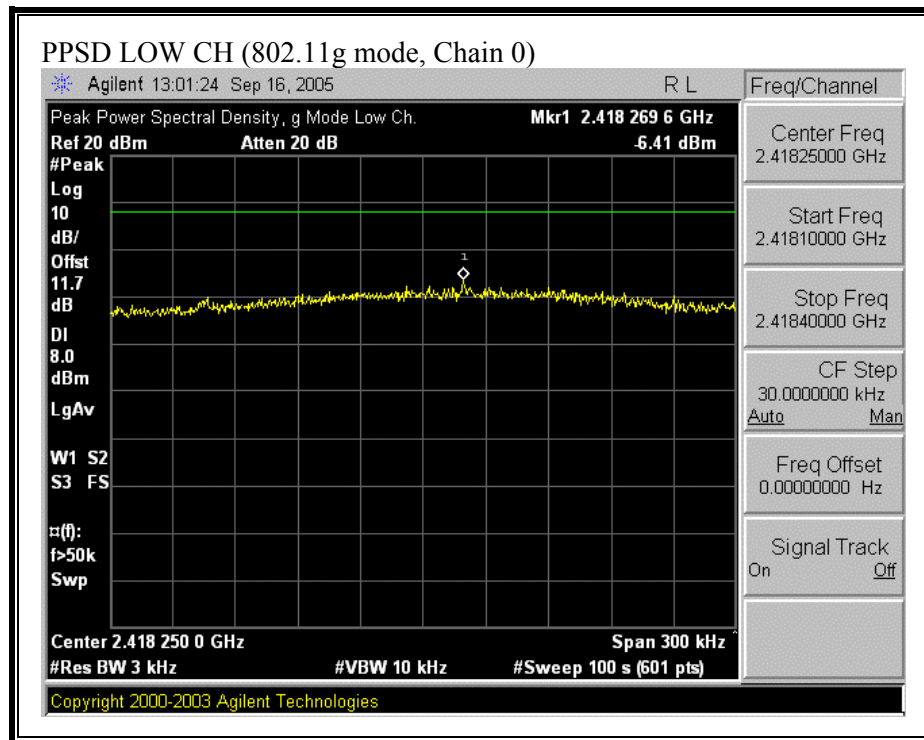 PPSD LOW CH (802.11g mode, Chain 0)
Agilent 13:01:24 Sep 16, 2005 R L
Freq/Channel
Peak Power Spectral Density, g Mode Low Ch. Mkr1 2.418 269 6 GHz
Ref 20 dBm Atten 20 dB -6.41 dBm
#Peak
Log
10
dB/
Offst
11.7
dB
DI
8.0
dBm
LgAv
W1 S2
S3 FS
¤(f):
f>50k
Swp
1
Center 2.418 250 0 GHz Span 300 kHz ^
#Res BW 3 kHz #VBW 10 kHz #Sweep 100 s (601 pts)
Center Freq
2.41825000 GHz
Start Freq
2.41810000 GHz
Stop Freq
2.41840000 GHz
CF Step
30.0000000 kHz
Auto Man
Freq Offset
0.00000000 Hz
Signal Track
On Off
Copyright 2000-2003 Agilent Technologies